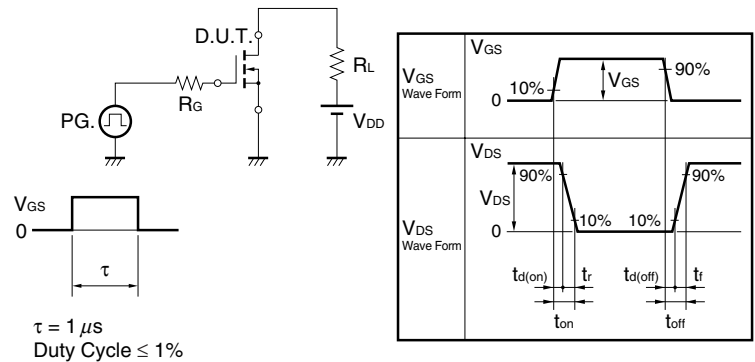 D.U.T.
RL
RG
PG.
VDD
VGS
0
τ
τ = 1 μs
Duty Cycle ≤ 1%
VGS
Wave Form
VGS
10%
VGS
90%
0
VDS
Wave Form
VDS
90%
VDS
10%
10%
90%
0
td(on)
tr
td(off)
tf
ton
toff